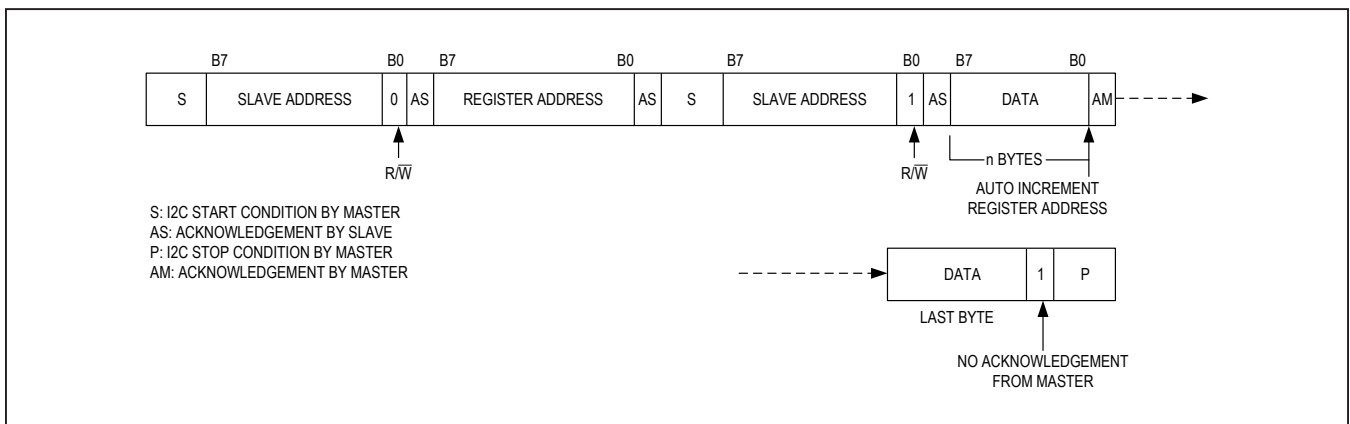 B7 B0 B7 B0 B7 B0 B7 B0
S SLAVE ADDRESS 0 AS REGISTER ADDRESS AS S SLAVE ADDRESS 1 AS DATA AM
R/W̅ R/W̅
n BYTES
AUTO INCREMENT
REGISTER ADDRESS
S: I2C START CONDITION BY MASTER
AS: ACKNOWLEDGEMENT BY SLAVE
P: I2C STOP CONDITION BY MASTER
AM: ACKNOWLEDGEMENT BY MASTER
DATA 1 P
LAST BYTE
NO ACKNOWLEDGEMENT
FROM MASTER